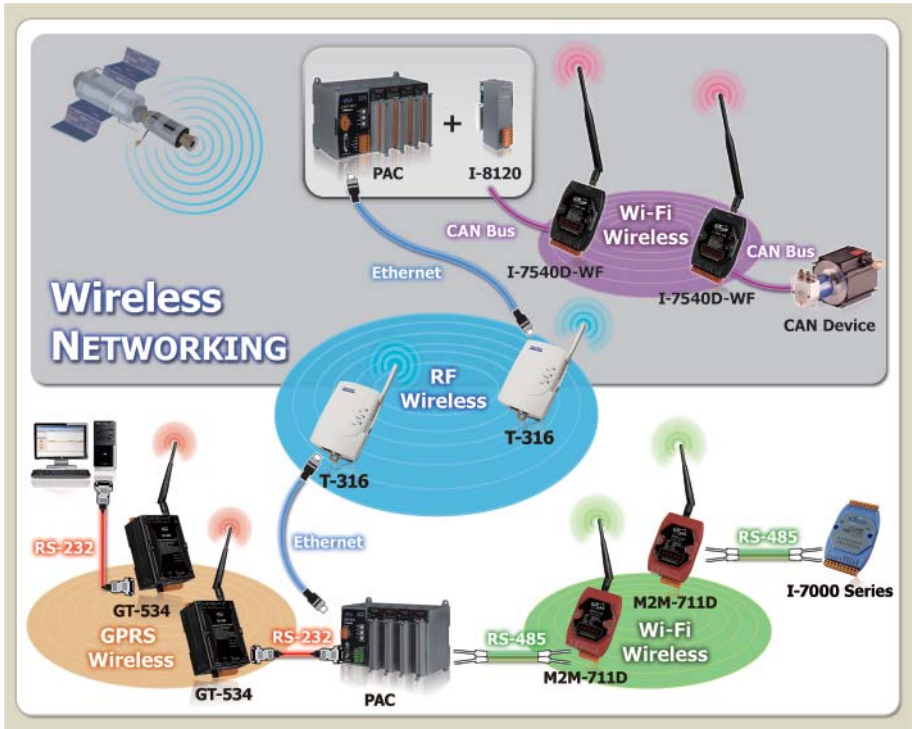 PAC
+
I-8120
CAN Bus
Wi-Fi
Wireless
CAN Bus
Ethernet
I-7540D-WF
I-7540D-WF
CAN Device
Wireless
NETWORKING
RF
Wireless
T-316
T-316
RS-232
Ethernet
RS-485
I-7000 Series
GT-534
M2M-711D
GPRS
Wireless
RS-232
RS-485
Wi-Fi
Wireless
GT-534
PAC
M2M-711D